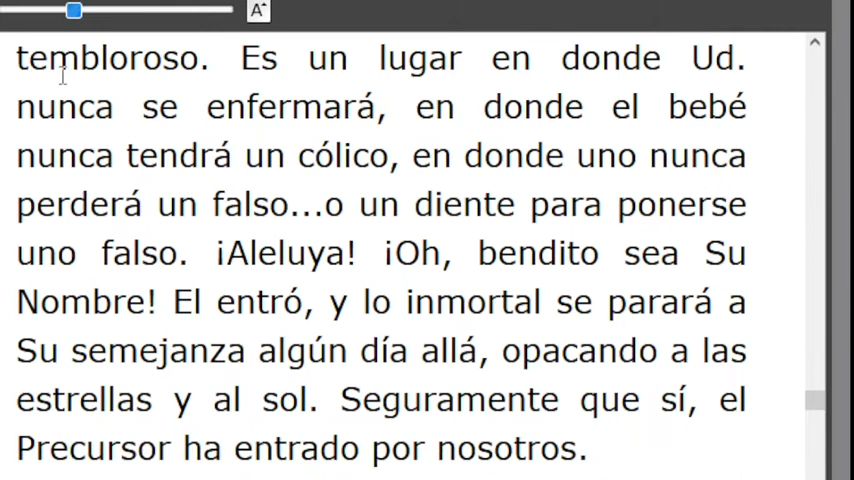 A
tembloroso. Es un lugar en donde Ud.
nunca se enfermará, en donde el bebé
nunca tendrá un cólico, en donde uno nunca
perderá un falso...o un diente para ponerse
uno falso. ¡Aleluya! ¡Oh, bendito sea Su
Nombre! El entró, y lo inmortal se parará a
Su semejanza algún día allá, opacando a las
estrellas y al sol. Seguramente que sí, el
Precursor ha entrado por nosotros.